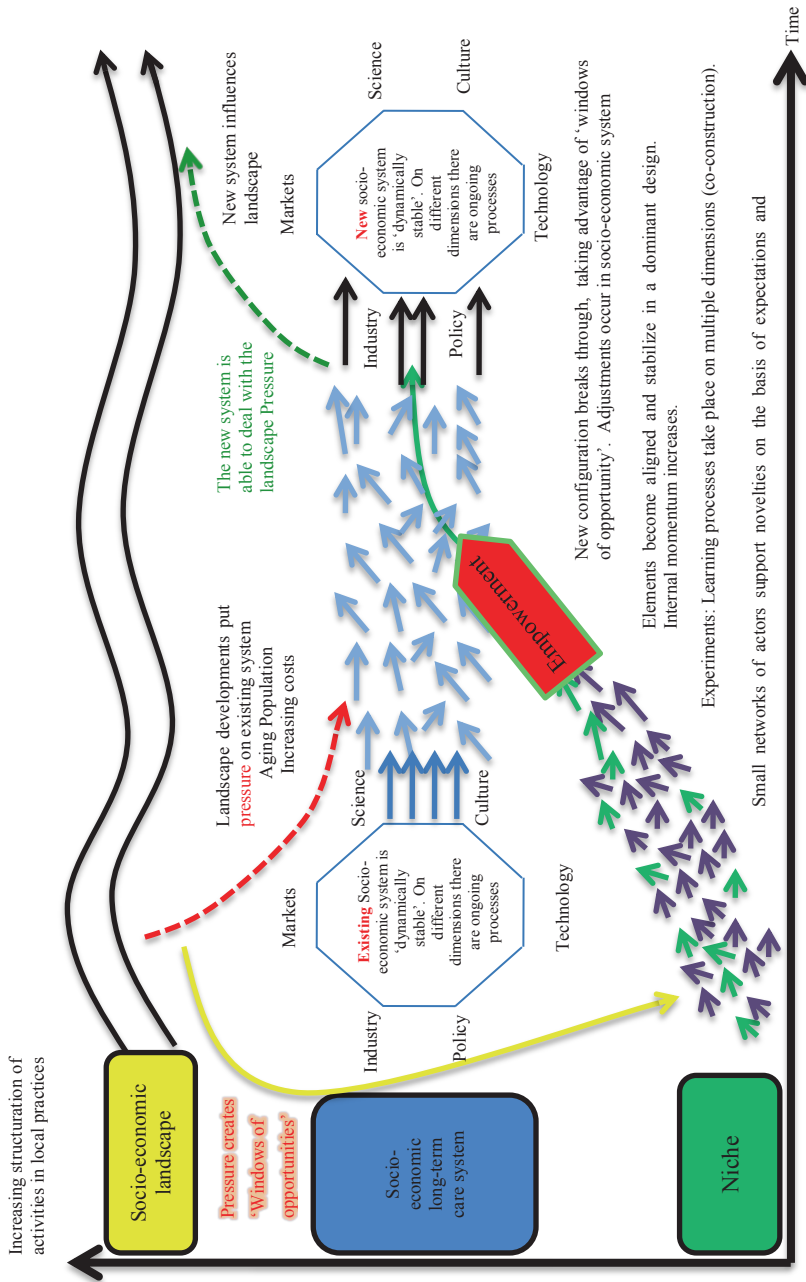 Increasing structuration of
activities in local practices
Socio-economic
landscape
Pressure creates
‘Windows of
opportunities’
Socio-
economic
long-term
care system
Niche
Landscape developments put
pressure on existing system
Aging Population
Increasing costs
The new system is
able to deal with the
landscape Pressure
New system influences
landscape
Markets
Industry
Science
Existing Socio-
economic system is
‘dynamically
stable’. On
different
dimensions there
are ongoing
processes
Policy
Culture
Technology
Markets
Industry
Science
New socio-
economic system
is ‘dynamically
stable’. On
different
dimensions there
are ongoing
processes
Policy
Culture
Technology
Empowerment
New configuration breaks through, taking advantage of ‘windows
of opportunity’. Adjustments occur in socio-economic system
Elements become aligned and stabilize in a dominant design.
Internal momentum increases.
Experiments: Learning processes take place on multiple dimensions (co-construction).
Small networks of actors support novelties on the basis of expectations and
Time